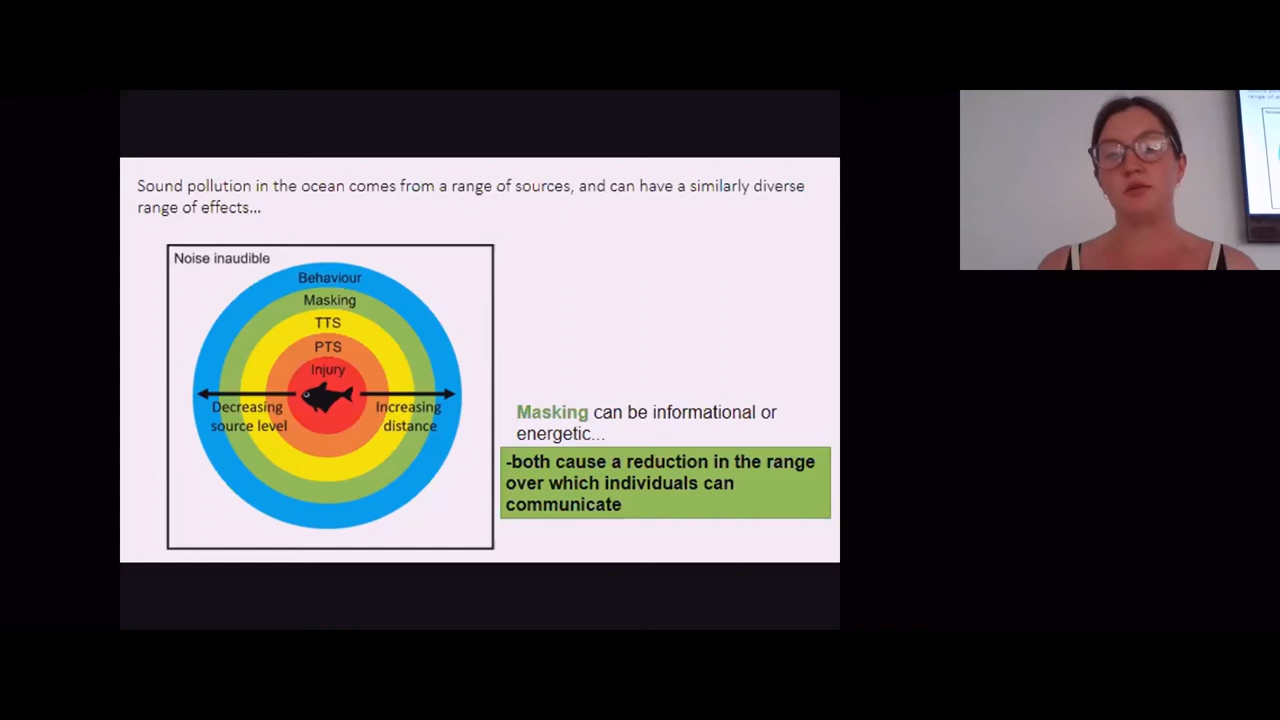 Sound pollution in the ocean comes from a range of sources, and can have a similarly diverse
range of effects...
Noise inaudible
Behaviour
Masking
TTS
PTS
Injury
Decreasing
source level
Increasing
distance
Masking can be informational or
energetic...
-both cause a reduction in the range
over which individuals can
communicate